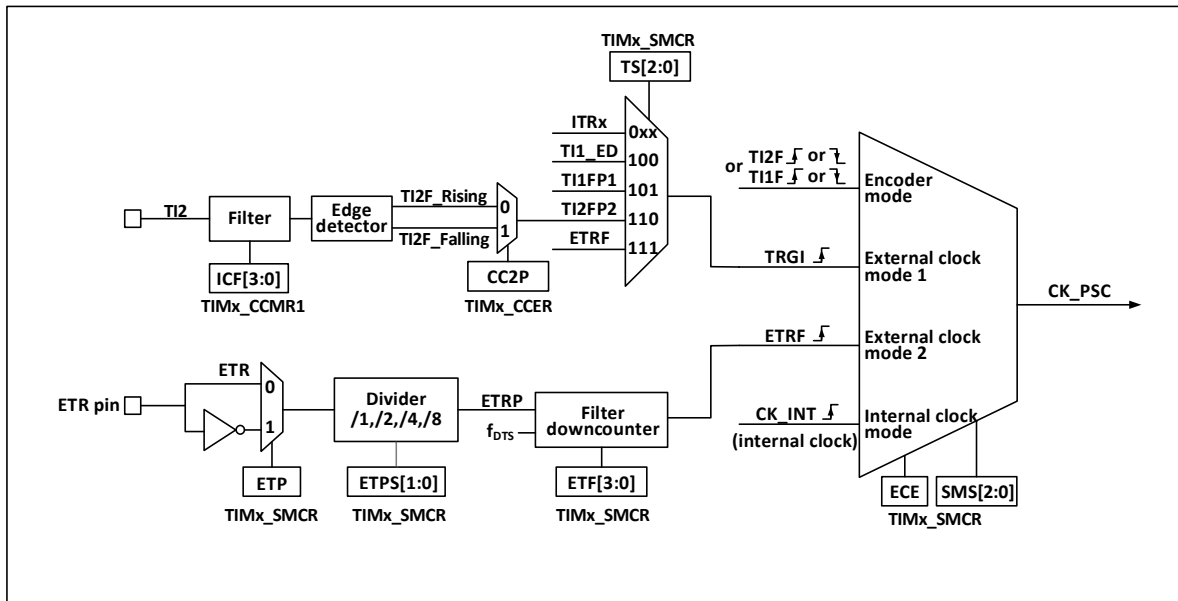 TIMx_SMCR
TS[2:0]
ITRx
0xx
TI1_ED
100
TI1FP1
101
TI2FP2
110
ETRF
111
TI2
Filter
Edge
detector
TI2F_Rising
0
TI2F_Falling
1
ICF[3:0]
TIMx_CCMR1
CC2P
TIMx_CCER
or TI2F or
TI1F or
Encoder
mode
TRGI
External clock
mode 1
CK_PSC
ETRF
External clock
mode 2
CK_INT
(internal clock)
Internal clock
mode
ECE
SMS[2:0]
TIMx_SMCR
ETR pin
ETR
0
1
ETP
TIMx_SMCR
Divider
/1,/2,/4,/8
ETPS[1:0]
TIMx_SMCR
ETRP
fDTS
Filter
downcounter
ETF[3:0]
TIMx_SMCR